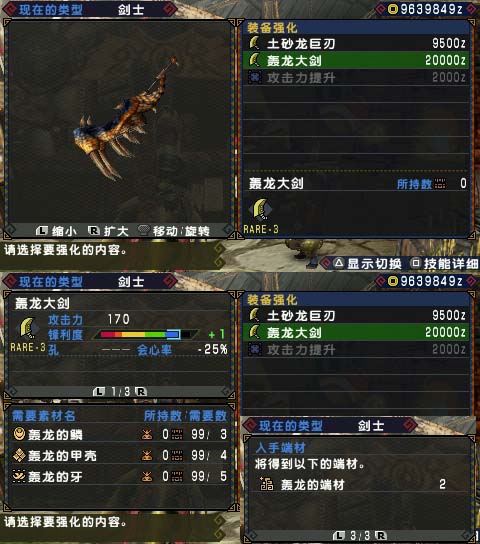 现在的类型 剑士
9639849z
装备强化
土砂龙巨刃 9500z
轰龙大剑 20000z
攻击力提升 2000z
轰龙大剑 所持数 0
RARE-3
L 缩小 R 扩大 移动/旋转
请选择要强化的内容。
△显示切换 □技能详细
现在的类型 剑士
9639849z
轰龙大剑
攻击力 170
锋利度 +1
RARE-3
孔 --- 会心率 -25%
L 1/3 R
装备强化
土砂龙巨刃 9500z
轰龙大剑 20000z
攻击力提升 2000z
需要素材名 所持数/需要数
轰龙的鳞 0 99/ 3
轰龙的甲壳 0 99/ 4
轰龙的牙 0 99/ 5
请选择要强化的内容。
现在的类型 剑士
入手端材
将得到以下的端材。
轰龙的端材 2
L 3/3 R